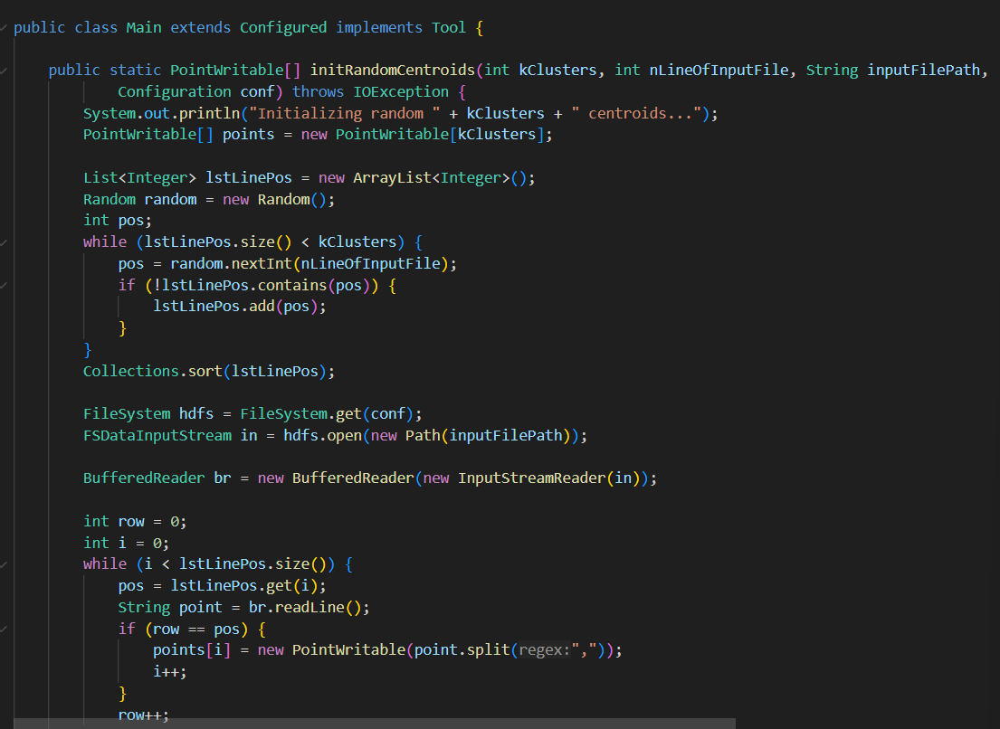 public class Main extends Configured implements Tool {
public static PointWritable[] initRandomCentroids(int kClusters, int nLineOfInputFile, String inputFilePath,
Configuration conf) throws IOException {
System.out.println("Initializing random " + kClusters + " centroids...");
PointWritable[] points = new PointWritable[kClusters];
List<Integer> lstLinePos = new ArrayList<Integer>();
Random random = new Random();
int pos;
while (lstLinePos.size() < kClusters) {
pos = random.nextInt(nLineOfInputFile);
if (!lstLinePos.contains(pos)) {
lstLinePos.add(pos);
}
}
Collections.sort(lstLinePos);
FileSystem hdfs = FileSystem.get(conf);
FSDataInputStream in = hdfs.open(new Path(inputFilePath));
BufferedReader br = new BufferedReader(new InputStreamReader(in));
int row = 0;
int i = 0;
while (i < lstLinePos.size()) {
pos = lstLinePos.get(i);
String point = br.readLine();
if (row == pos) {
points[i] = new PointWritable(point.split(regex:","));
i++;
}
row++;